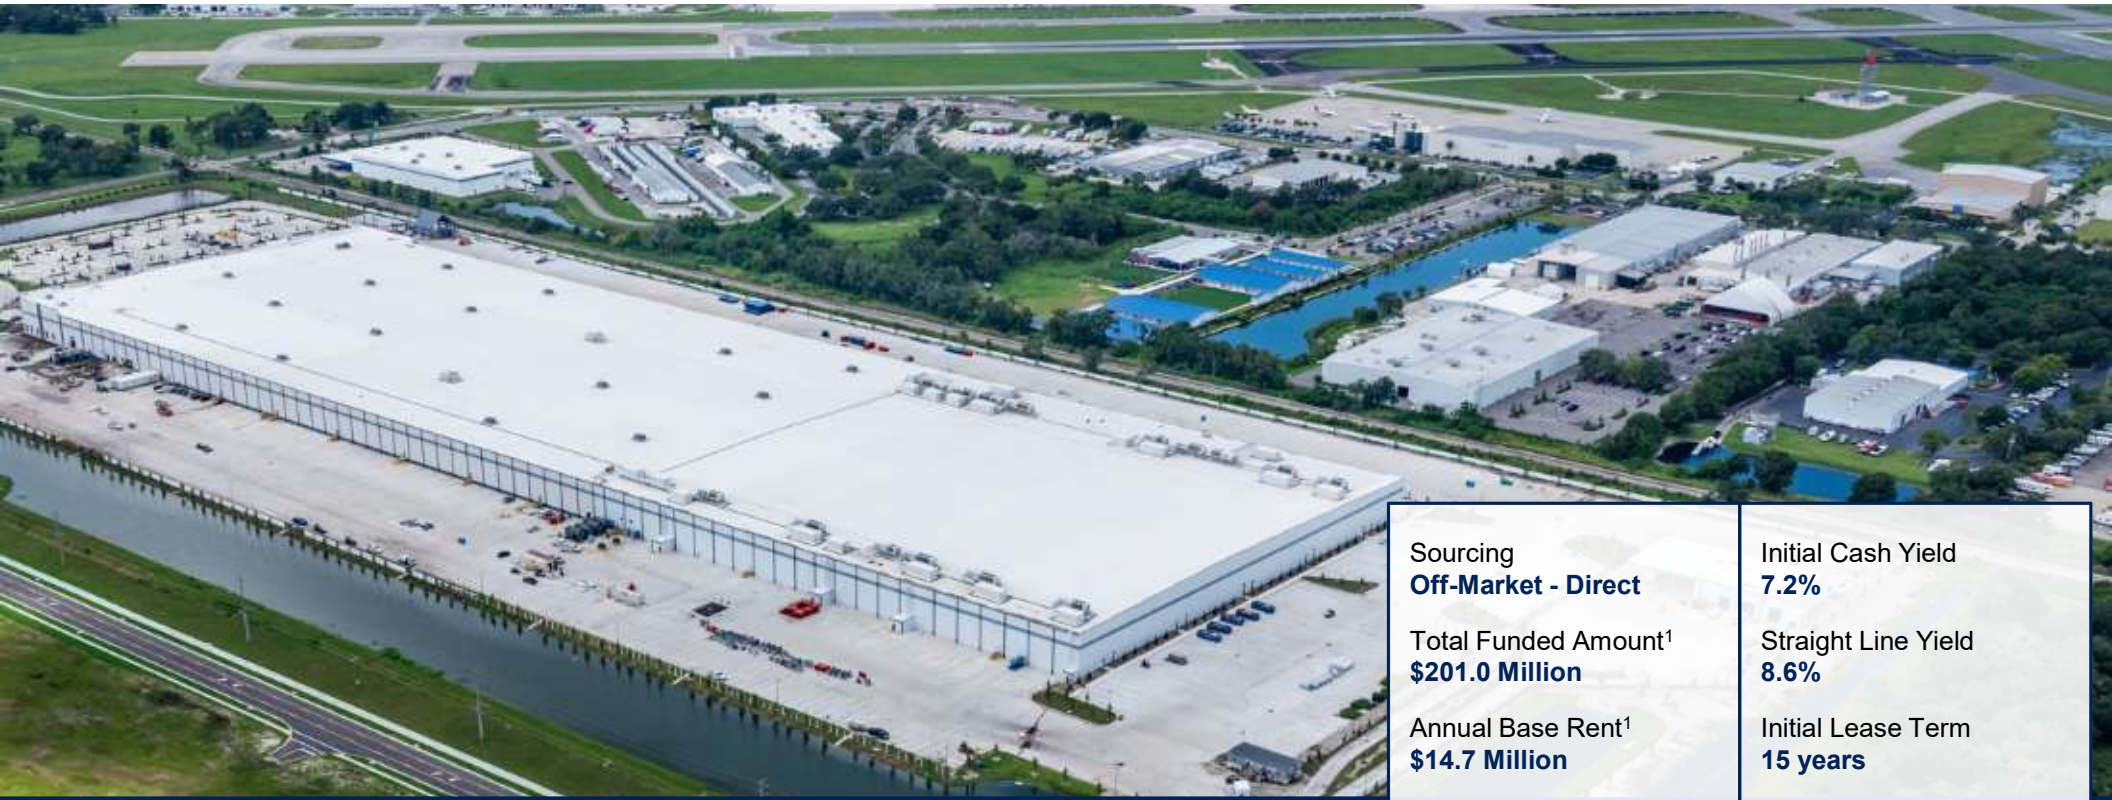 Sourcing
Off-Market - Direct
Total Funded Amount¹
$201.0 Million
Annual Base Rent¹
$14.7 Million
Initial Cash Yield
7.2%
Straight Line Yield
8.6%
Initial Lease Term
15 years